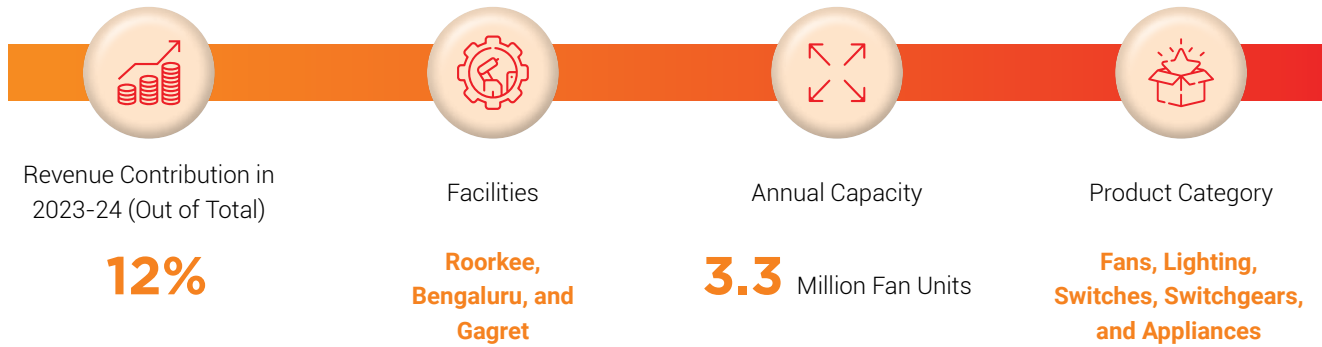 Revenue Contribution in
2023-24 (Out of Total)
12%
Facilities
Roorkee,
Bengaluru, and
Gagret
Annual Capacity
3.3 Million Fan Units
Product Category
Fans, Lighting,
Switches, Switchgears,
and Appliances